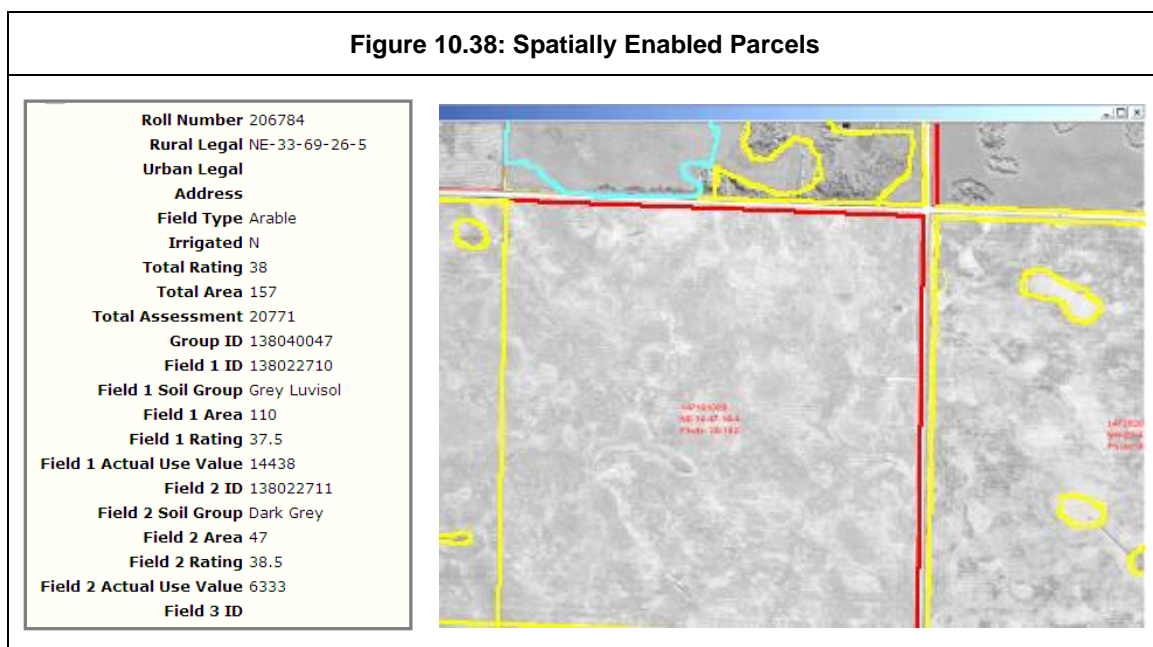 Figure 10.38: Spatially Enabled Parcels
Roll Number 206784
Rural Legal NE-33-69-26-5
Urban Legal
Address
Field Type Arable
Irrigated N
Total Rating 38
Total Area 157
Total Assessment 20771
Group ID 138040047
Field 1 ID 138022710
Field 1 Soil Group Grey Luvisol
Field 1 Area 110
Field 1 Rating 37.5
Field 1 Actual Use Value 14438
Field 2 ID 138022711
Field 2 Soil Group Dark Grey
Field 2 Area 47
Field 2 Rating 38.5
Field 2 Actual Use Value 6333
Field 3 ID